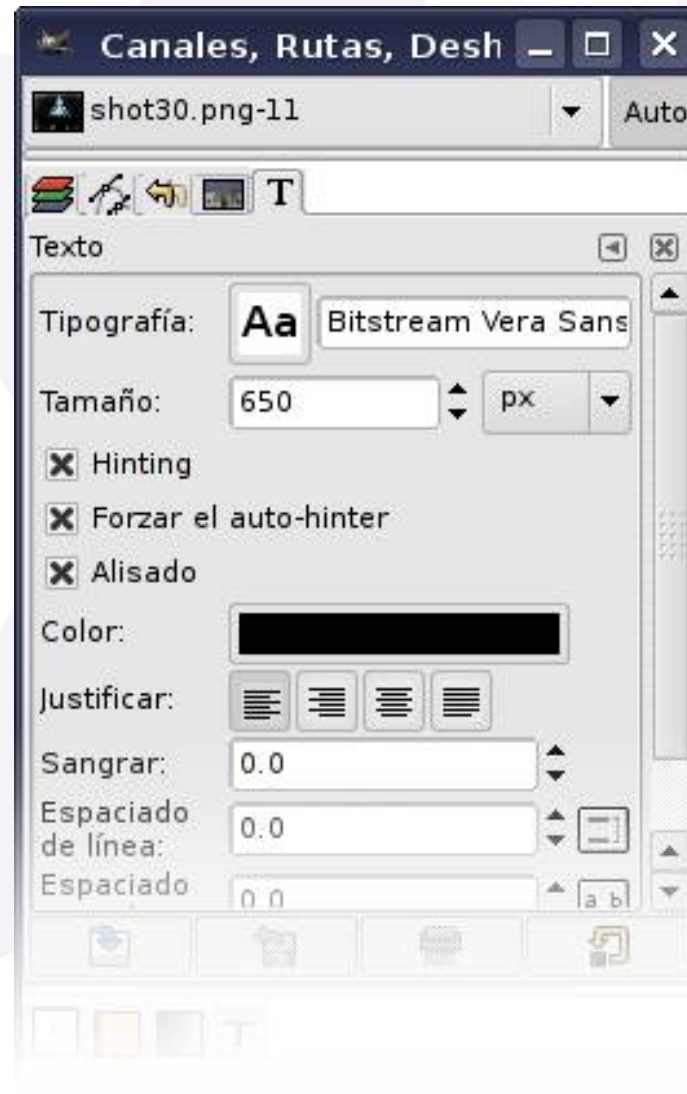 Canales, Rutas, Desh
shot30.png-11
Auto
T
Texto
Tipografía: Aa Bitstream Vera Sans
Tamaño: 650 px
Hinting
Forzar el auto-hinter
Alisado
Color:
Justificar:
Sangrar: 0.0
Espaciado
de línea: 0.0
Espaciado
0.0 a b
T